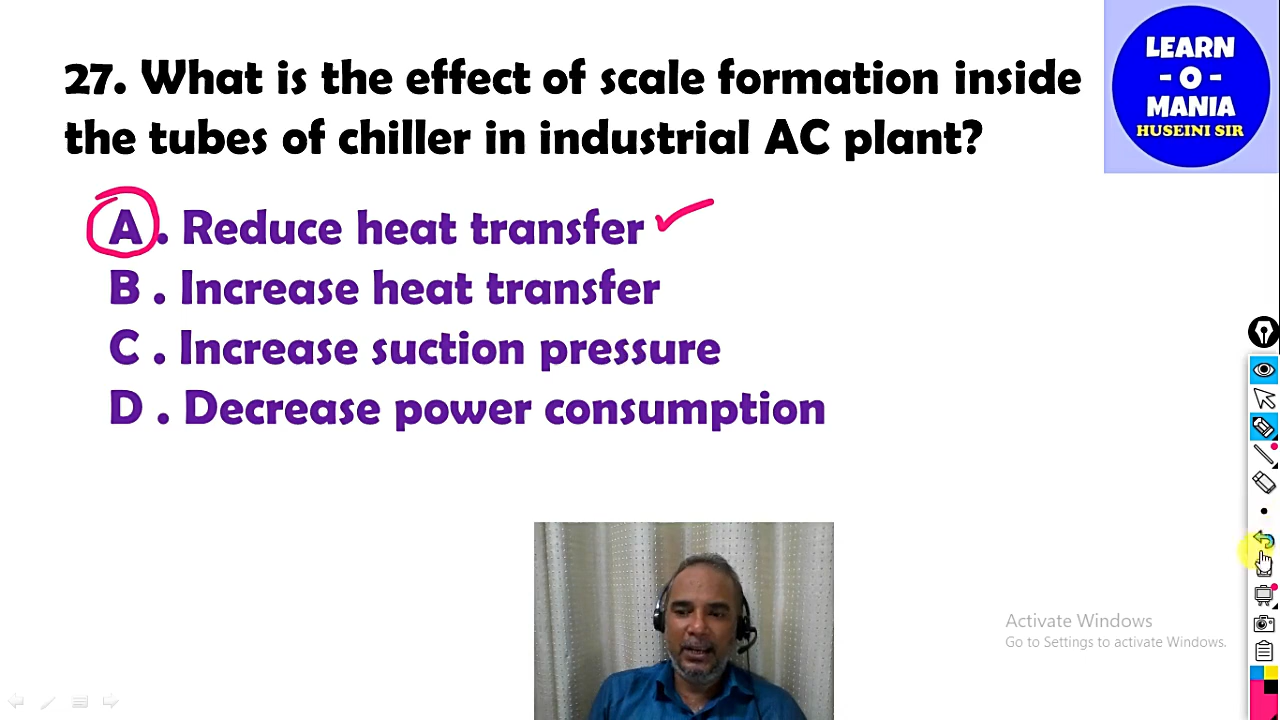 27. What is the effect of scale formation inside
the tubes of chiller in industrial AC plant?
A . Reduce heat transfer
B . Increase heat transfer
C . Increase suction pressure
D . Decrease power consumption
LEARN
- O -
MANIA
HUSEINI SIR
Activate Windows
Go to Settings to activate Windows.